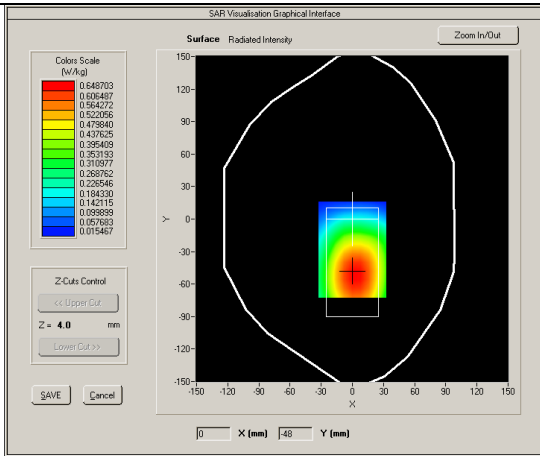 SAR Visualisation Graphical Interface
Surface Radiated Intensity
Zoom In/Out
Colors Scale
(W/kg)
0.648703
0.606487
0.564272
0.522056
0.479840
0.437625
0.395409
0.353193
0.310977
0.268762
0.226546
0.184330
0.142115
0.099899
0.057683
0.015467
Z-Cuts Control
<< Upper Cut
Z = 4.0 mm
Lower Cut >>
SAVE
Cancel
150
120
90
60
30
0
-30
-60
-90
-120
-150
Y
-150 -120 -90 -60 -30 0 30 60 90 120 150
X
0 X (mm) -48 Y (mm)